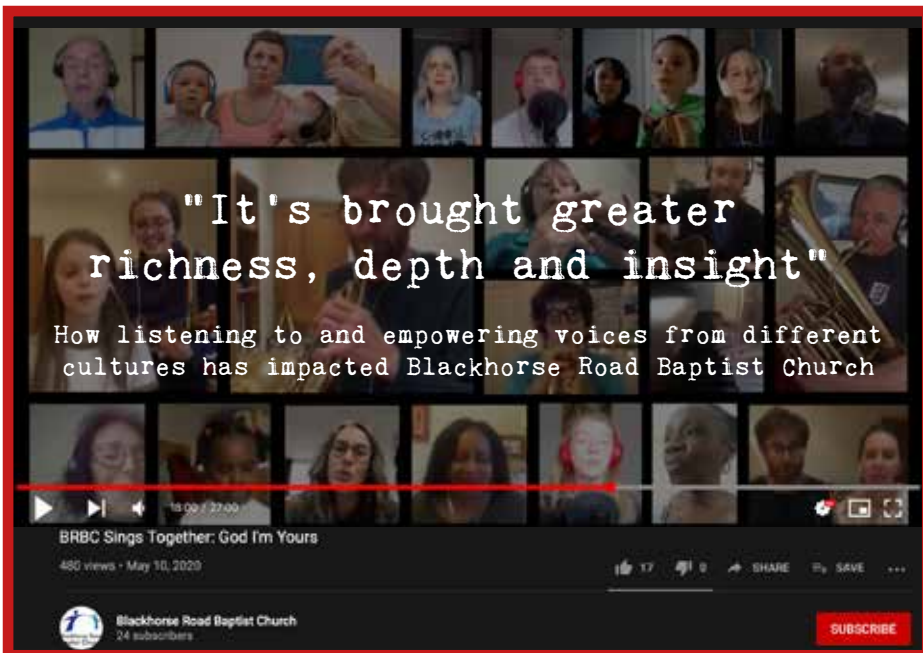 "It's brought greater
richness, depth and insight"
How listening to and empowering voices from different
cultures has impacted Blackhorse Road Baptist Church
18:00 / 27:00
BRBC Sings Together: God I'm Yours
480 views • May 10, 2020
17 0 SHARE SAVE
Blackhorse Road Baptist Church
24 subscribers
SUBSCRIBE